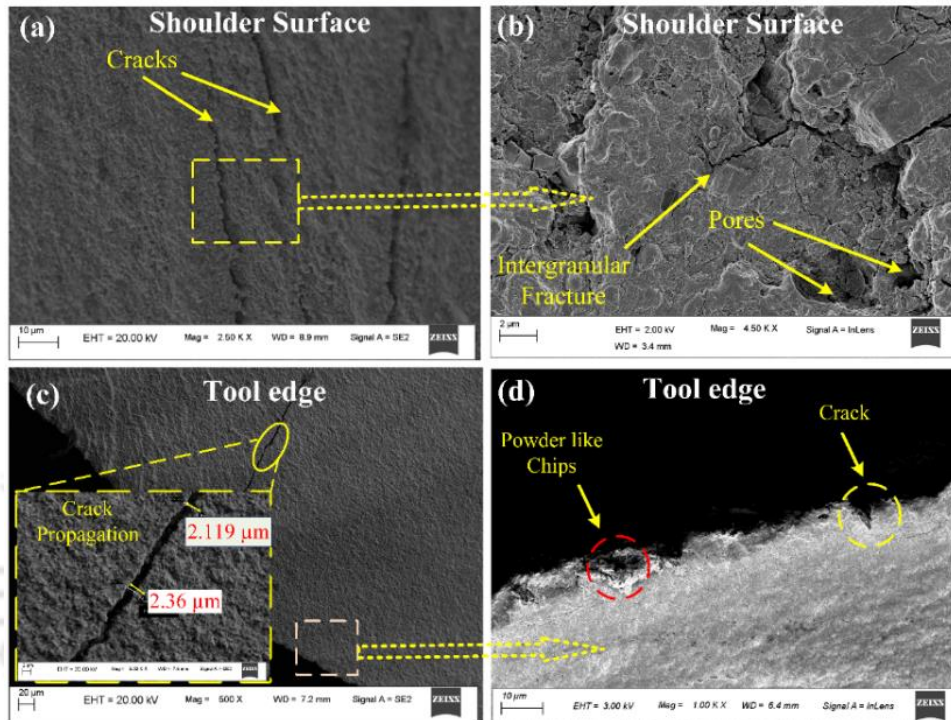 (a) Shoulder Surface
Cracks
10 µm
EHT = 20.00 kV Mag = 2.50 K X WD = 8.9 mm Signal A = SE2 ZEISS
(b) Shoulder Surface
Pores
Intergranular
Fracture
2 µm
EHT = 2.00 kV Mag = 4.50 K X Signal A = InLens ZEISS
WD = 3.4 mm
(c) Tool edge
Crack
Propagation
2.119 µm
2.36 µm
20 µm
EHT = 20.00 kV Mag = 500 X WD = 7.2 mm Signal A = SE2 ZEISS
(d) Tool edge
Crack
Powder like
Chips
10 µm
EHT = 3.00 kV Mag = 1.00 K X WD = 6.4 mm Signal A = InLens ZEISS